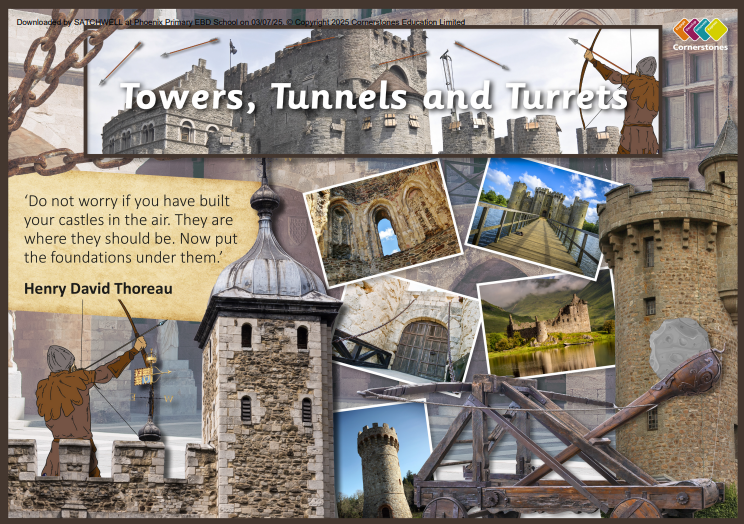 Downloaded by SATCHWELL at Phoenix Primary EBD School on 03/07/25. © Copyright 2025 Cornerstones Education Limited
Cornerstones
Towers, Tunnels and Turrets
‘Do not worry if you have built
your castles in the air. They are
where they should be. Now put
the foundations under them.’
Henry David Thoreau